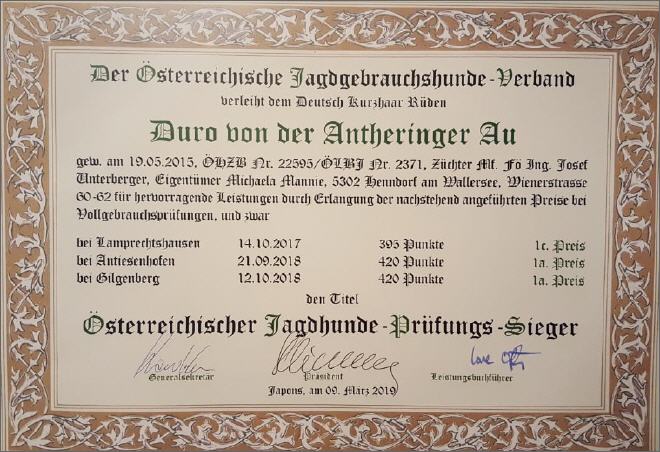 Der Österreichische Jagdgebrauchshunde-Verband
verleiht dem Deutsch Kurzhaar Rüden
Duro von der Antheringer Au
gew. am 19.05.2015, ÖHZB Nr. 22595/ÖLBJ Nr. 2371, Züchter Mf. Fö Ing. Josef
Unterberger, Eigentümer Michaela Mannie, 5302 Henndorf am Wallersee, Wienerstrasse
60-62 für hervorragende Leistungen durch Erlangung der nachstehend angeführten Preise bei
Vollgebrauchsprüfungen, und zwar
bei Lamprechtshausen 14.10.2017 395 Punkte 1c. Preis
bei Antiesenhofen 21.09.2018 420 Punkte 1a. Preis
bei Gilgenberg 12.10.2018 420 Punkte 1a. Preis
den Titel
Österreichischer Jagdhunde-Prüfungs-Sieger
Generalsekretär Präsident Leistungsbuchführer
Japons, am 09. März 2019